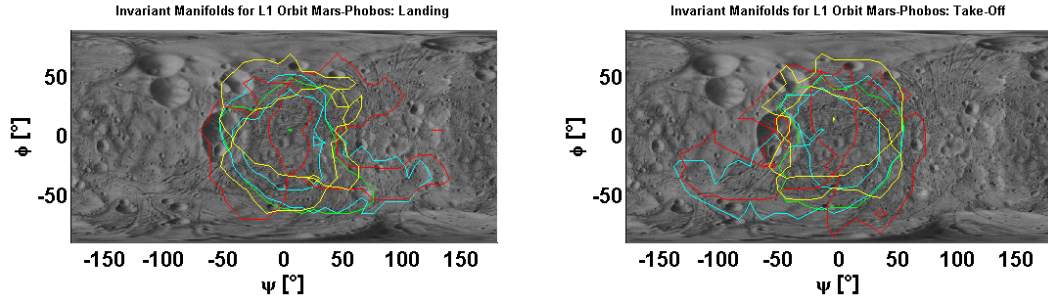 Invariant Manifolds for L1 Orbit Mars-Phobos: Landing
50
0
-50
ϕ [°]
-150 -100 -50 0 50 100 150
ψ [°]
Invariant Manifolds for L1 Orbit Mars-Phobos: Take-Off
50
0
-50
ϕ [°]
-150 -100 -50 0 50 100 150
ψ [°]